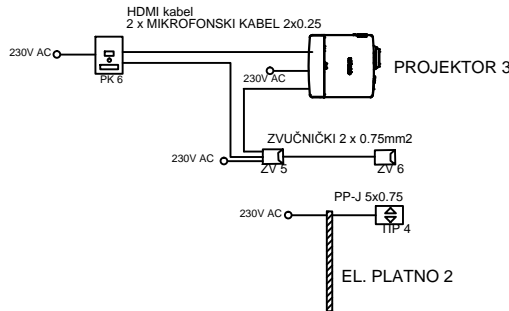 HDMI kabel
2 x MIKROFONSKI KABEL 2x0.25
230V AC
PK 6
230V AC
PROJEKTOR 3
ZVUČNIČKI 2 x 0.75mm2
230V AC
ZV 5
ZV 6
PP-J 5x0.75
230V AC
TIP 4
EL. PLATNO 2